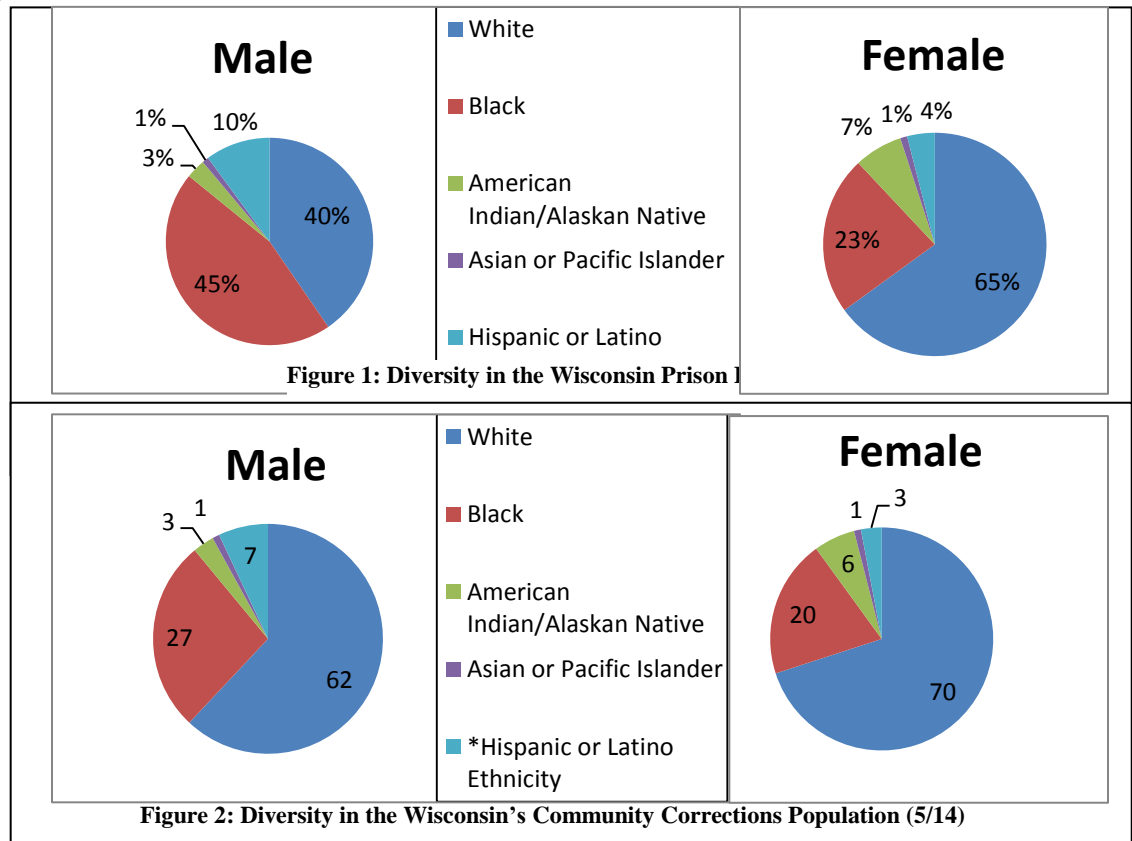 Male
1%
10%
3%
40%
45%
White
Black
American
Indian/Alaskan Native
Asian or Pacific Islander
Hispanic or Latino
Female
7%
1%
4%
23%
65%
Figure 1: Diversity in the Wisconsin Prison
Male
1
3
7
27
62
White
Black
American
Indian/Alaskan Native
Asian or Pacific Islander
*Hispanic or Latino
Ethnicity
Female
1
3
6
20
70
Figure 2: Diversity in the Wisconsin’s Community Corrections Population (5/14)